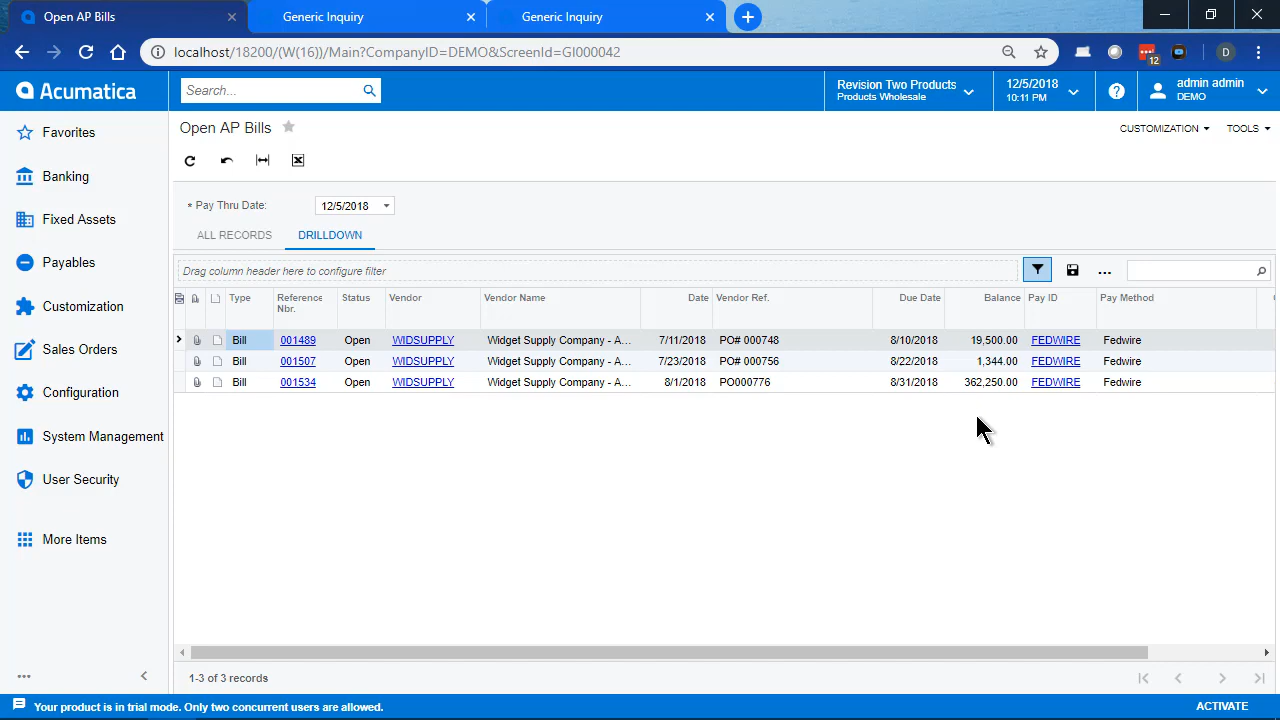 Open AP Bills
Generic Inquiry
Generic Inquiry
localhost/18200/(W(16))/Main?CompanyID=DEMO&ScreenId=GI000042
12
D
Acumatica
Search...
Revision Two Products
Products Wholesale
12/5/2018
10:11 PM
admin admin
DEMO
Favorites
Banking
Fixed Assets
Payables
Customization
Sales Orders
Configuration
System Management
User Security
More Items
Open AP Bills
CUSTOMIZATION
TOOLS
* Pay Thru Date:
12/5/2018
ALL RECORDS
DRILLDOWN
Drag column header here to configure filter
Type Reference Nbr. Status Vendor Vendor Name Date Vendor Ref. Due Date Balance Pay ID Pay Method
Bill 001489 Open WIDSUPPLY Widget Supply Company - A... 7/11/2018 PO# 000748 8/10/2018 19,500.00 FEDWIRE Fedwire
Bill 001507 Open WIDSUPPLY Widget Supply Company - A... 7/23/2018 PO# 000756 8/22/2018 1,344.00 FEDWIRE Fedwire
Bill 001534 Open WIDSUPPLY Widget Supply Company - A... 8/1/2018 PO000776 8/31/2018 362,250.00 FEDWIRE Fedwire
1-3 of 3 records
Your product is in trial mode. Only two concurrent users are allowed.
ACTIVATE